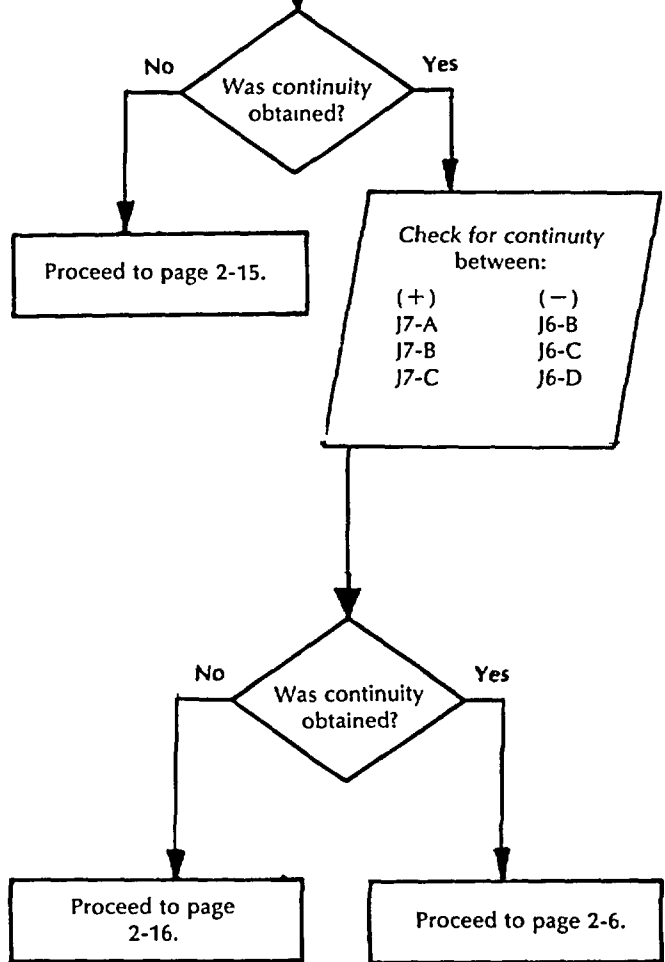 No
Yes
Was continuity
obtained?
Proceed to page 2-15.
Check for continuity
between:
(+) (−)
J7-A J6-B
J7-B J6-C
J7-C J6-D
No
Yes
Was continuity
obtained?
Proceed to page
2-16.
Proceed to page 2-6.